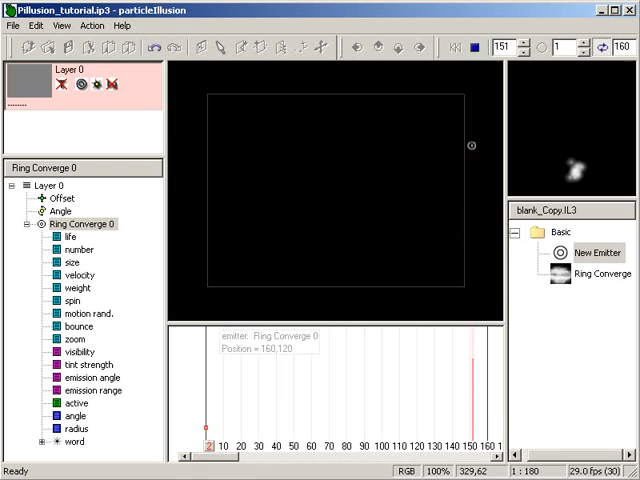 Pillusion_tutorial.ip3 - particleIllusion
File Edit View Action Help
151 1 160
Layer 0
Ring Converge 0
Layer 0
Offset
Angle
Ring Converge 0
life
number
size
velocity
weight
spin
motion rand.
bounce
zoom
visibility
tint strength
emission angle
emission range
active
angle
radius
word
emitter: Ring Converge 0
Position = 160,120
2 10 20 30 40 50 60 70 80 90 100 110 120 130 140 150 160 1
blank_Copy.IL3
Basic
New Emitter
Ring Converge
Ready RGB 100% 329,62 1 : 180 29.0 fps (30)